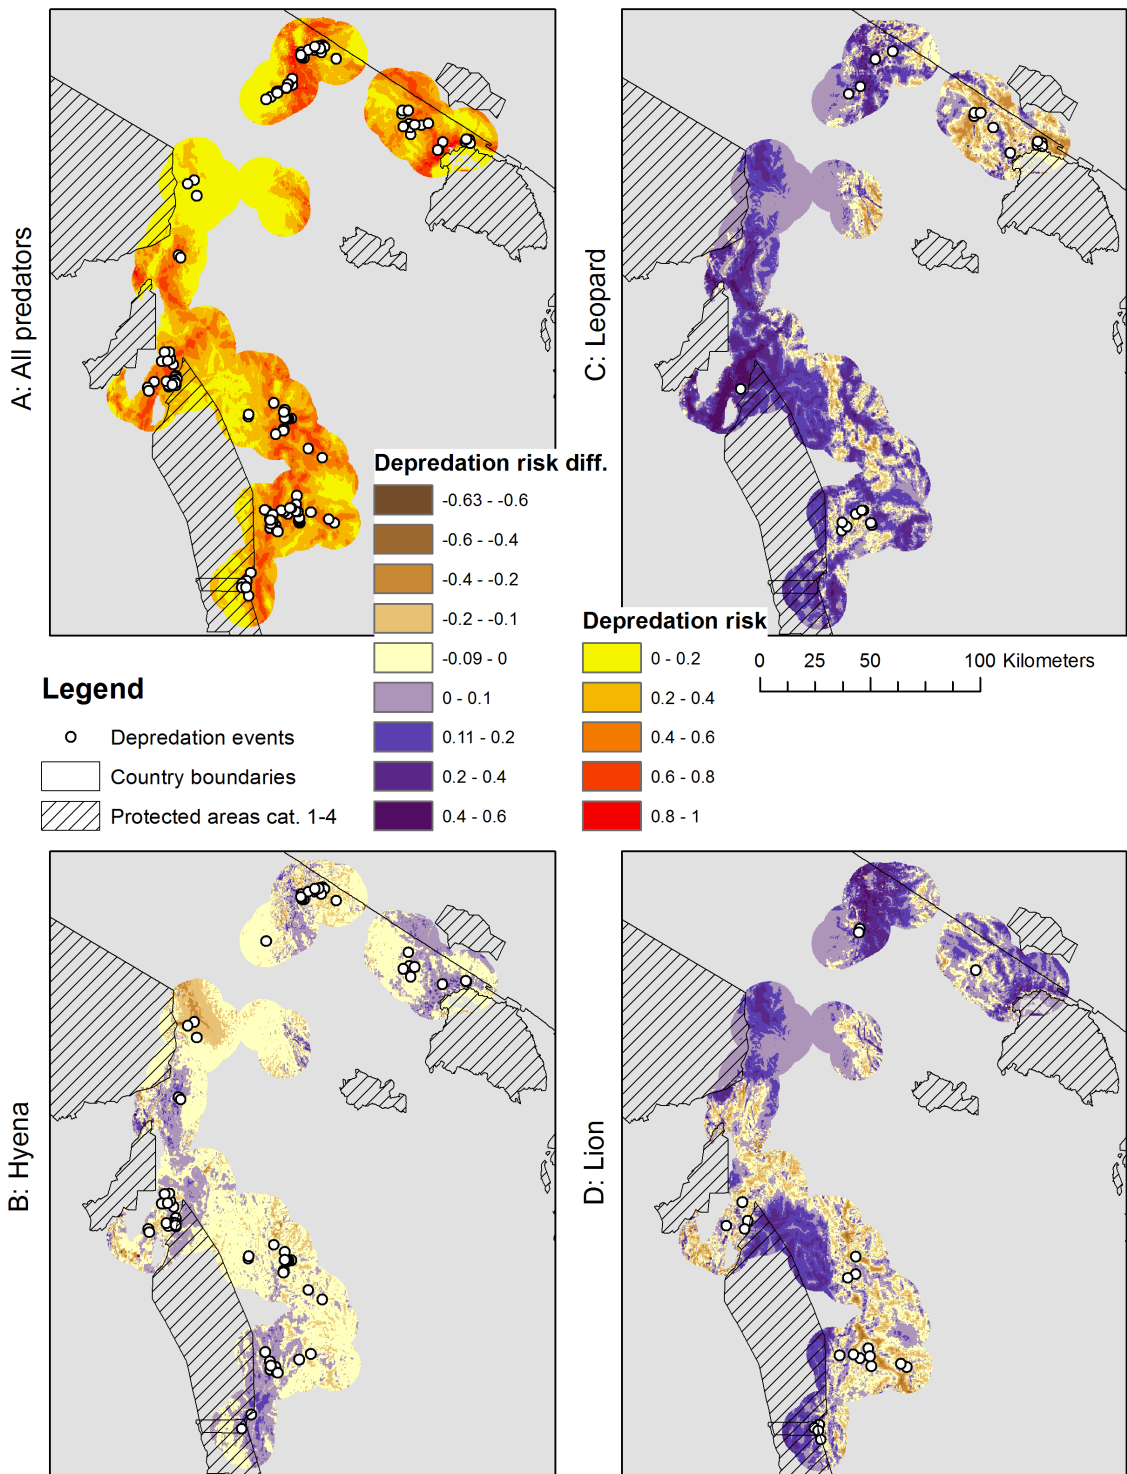 A: All predators
C: Leopard
Depredation risk diff.
-0.63 - -0.6
-0.6 - -0.4
-0.4 - -0.2
-0.2 - -0.1
-0.09 - 0
0 - 0.1
0.11 - 0.2
0.2 - 0.4
0.4 - 0.6
Depredation risk
0 - 0.2
0.2 - 0.4
0.4 - 0.6
0.6 - 0.8
0.8 - 1
0 25 50 100 Kilometers
Legend
Depredation events
Country boundaries
Protected areas cat. 1-4
B: Hyena
D: Lion